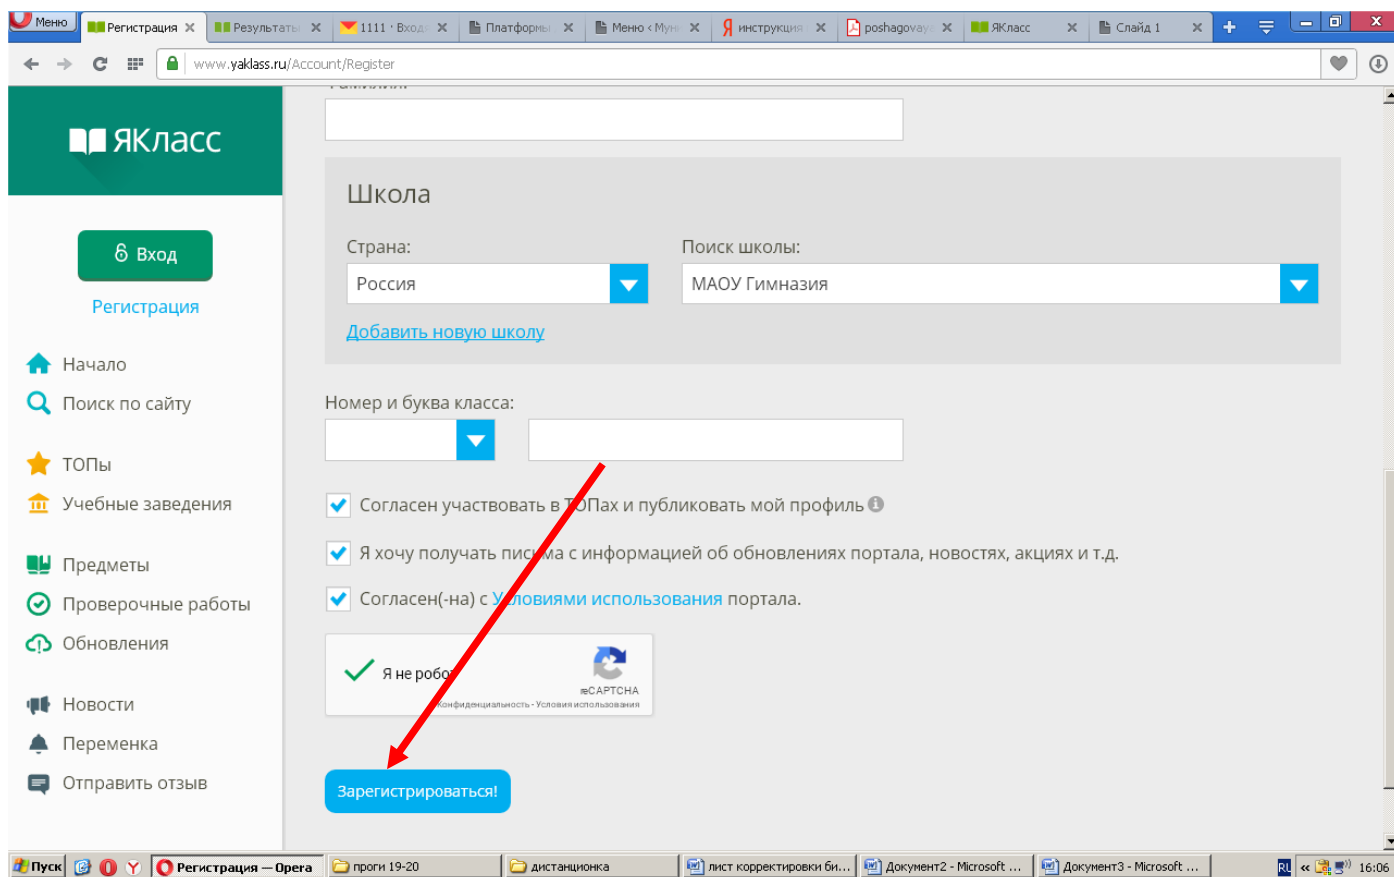 Меню
Регистрация
Результаты
1111 · Вход
Платформы
Меню ‹ Мун
инструкция
poshagovaya
ЯКласс
Слайд 1
www.yaklass.ru/Account/Register
ЯКласс
Вход
Регистрация
Начало
Поиск по сайту
ТОПы
Учебные заведения
Предметы
Проверочные работы
Обновления
Новости
Переменка
Отправить отзыв
Школа
Страна:
Поиск школы:
Россия
МАОУ Гимназия
Добавить новую школу
Номер и буква класса:
Согласен участвовать в ТОПах и публиковать мой профиль
Я хочу получать письма с информацией об обновлениях портала, новостях, акциях и т.д.
Согласен(-на) с Условиями использования портала.
Я не робот
reCAPTCHA
Конфиденциальность - Условия использования
Зарегистрироваться!
Пуск
Регистрация — Opera
проги 19-20
дистанционка
лист корректировки би...
Документ2 - Microsoft ...
Документ3 - Microsoft ...
RU
16:06